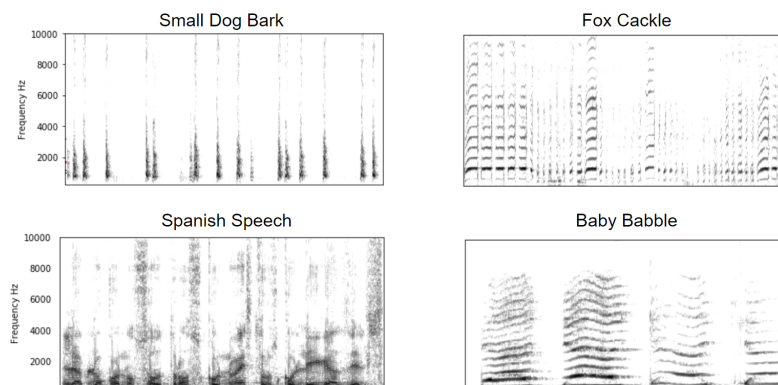 Small Dog Bark
Fox Cackle
10000
8000
6000
4000
2000
Frequency Hz
Spanish Speech
Baby Babble
10000
8000
6000
4000
2000
Frequency Hz